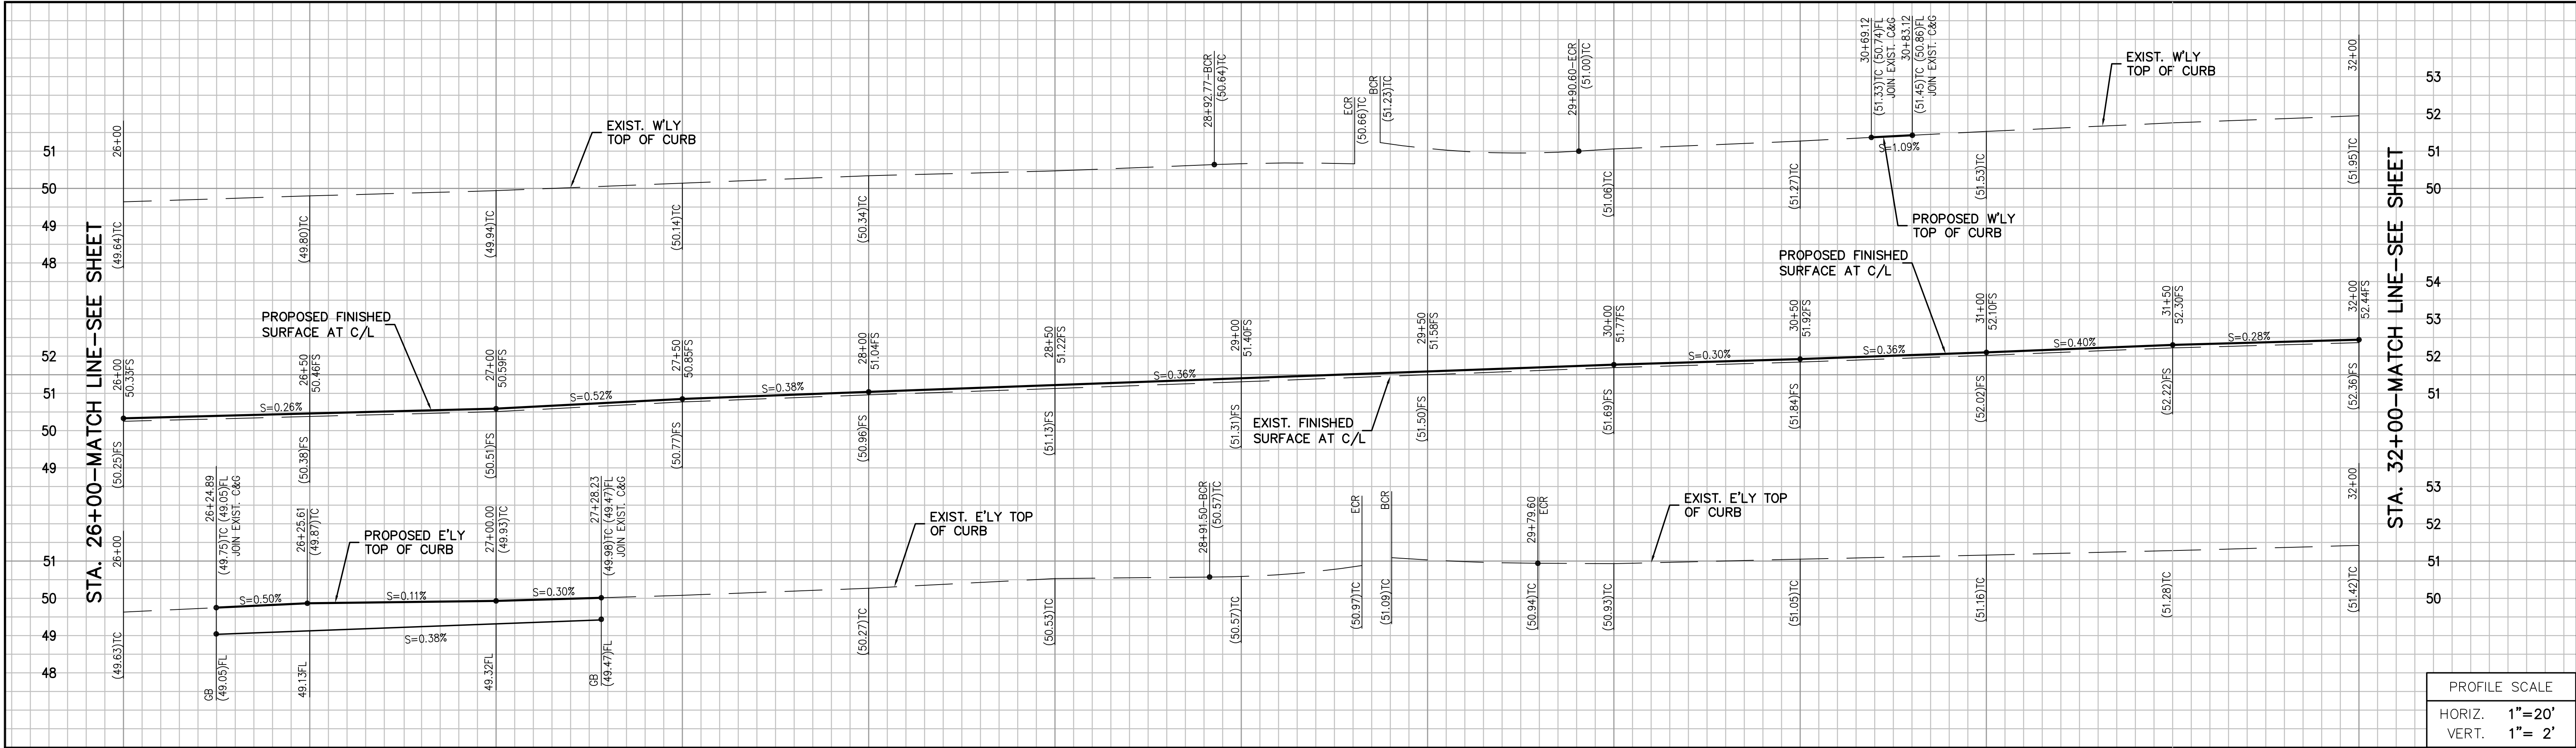 STA. 26+00-MATCH LINE-SEE SHEET
51
50
49
48
26+00
(49.64)TC
(49.80)TC
(49.94)TC
EXIST. W'LY
TOP OF CURB
(50.14)TC
(50.34)TC
28+92.77-BCR
(50.64)TC
ECR
(50.66)TC
BCR
(51.23)TC
29+90.60-ECR
(51.00)TC
(51.06)TC
(51.27)TC
30+69.12
(51.33)TC (50.74)FL
JOIN EXIST. C&G
30+83.12
(51.45)TC (50.86)FL
JOIN EXIST. C&G
S=1.09%
PROPOSED W'LY
TOP OF CURB
(51.53)TC
EXIST. W'LY
TOP OF CURB
32+00
(51.95)TC
53
52
51
50
52
51
50
49
26+00
50.33FS
(50.25)FS
S=0.26%
PROPOSED FINISHED
SURFACE AT C/L
26+50
50.46FS
(50.38)FS
27+00
50.59FS
(50.51)FS
S=0.52%
27+50
50.85FS
(50.77)FS
S=0.38%
28+00
51.04FS
(50.96)FS
28+50
51.22FS
(51.13)FS
S=0.36%
29+00
51.40FS
(51.31)FS
EXIST. FINISHED
SURFACE AT C/L
29+50
51.58FS
(51.50)FS
30+00
51.77FS
(51.69)FS
S=0.30%
30+50
51.92FS
(51.84)FS
PROPOSED FINISHED
SURFACE AT C/L
S=0.36%
31+00
52.10FS
(52.02)FS
S=0.40%
31+50
52.30FS
(52.22)FS
S=0.28%
32+00
52.44FS
(52.36)FS
54
53
52
51
51
50
49
48
26+00
(49.63)TC
26+24.89
(49.75)TC (49.05)FL
JOIN EXIST. C&G
GB
(49.05)FL
S=0.50%
26+25.61
(49.87)TC
49.13FL
PROPOSED E'LY
TOP OF CURB
S=0.11%
S=0.38%
27+00.00
(49.93)TC
49.32FL
S=0.30%
27+28.23
(49.98)TC (49.47)FL
JOIN EXIST. C&G
GB
(49.47)FL
(50.27)TC
EXIST. E'LY TOP
OF CURB
(50.53)TC
28+91.50-BCR
(50.57)TC
(50.57)TC
ECR
(50.97)TC
BCR
(51.09)TC
29+79.60
ECR
(50.94)TC
(50.93)TC
EXIST. E'LY TOP
OF CURB
(51.05)TC
(51.16)TC
(51.28)TC
32+00
(51.42)TC
53
52
51
50
STA. 32+00-MATCH LINE-SEE SHEET
PROFILE SCALE
HORIZ. 1"=20'
VERT. 1"= 2'